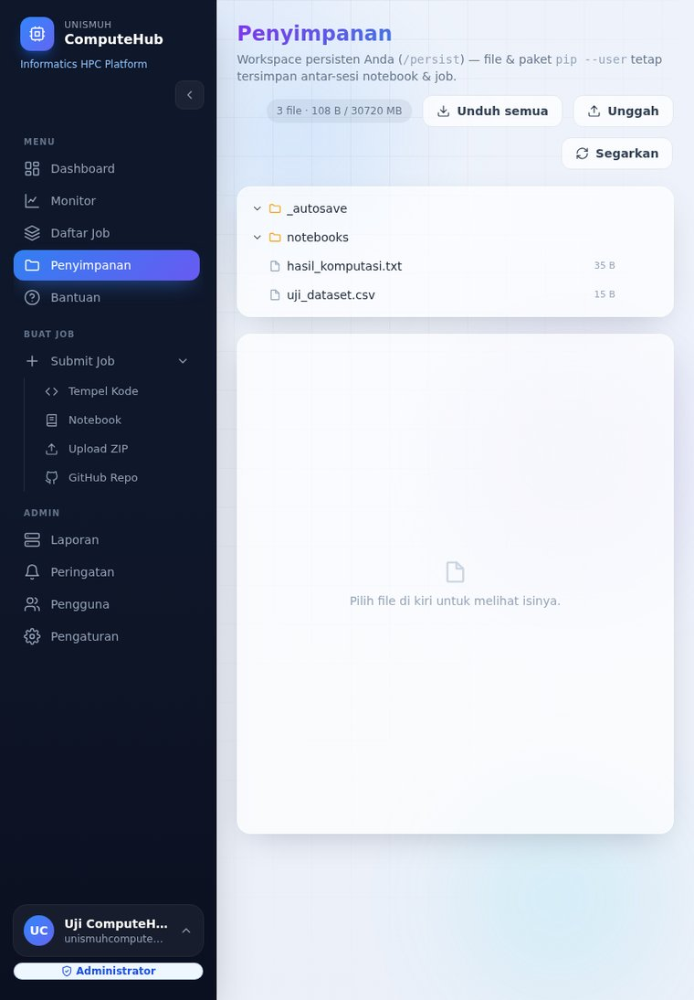 UNISMUH
ComputeHub
Informatics HPC Platform
MENU
Dashboard
Monitor
Daftar Job
Penyimpanan
Bantuan
BUAT JOB
Submit Job
Tempel Kode
Notebook
Upload ZIP
GitHub Repo
ADMIN
Laporan
Peringatan
Pengguna
Pengaturan
UC
Uji ComputeH...
unismuhcompute...
Administrator
Penyimpanan
Workspace persisten Anda (/persist) — file & paket pip --user tetap
tersimpan antar-sesi notebook & job.
3 file · 108 B / 30720 MB
Unduh semua
Unggah
Segarkan
_autosave
notebooks
hasil_komputasi.txt 35 B
uji_dataset.csv 15 B
Pilih file di kiri untuk melihat isinya.